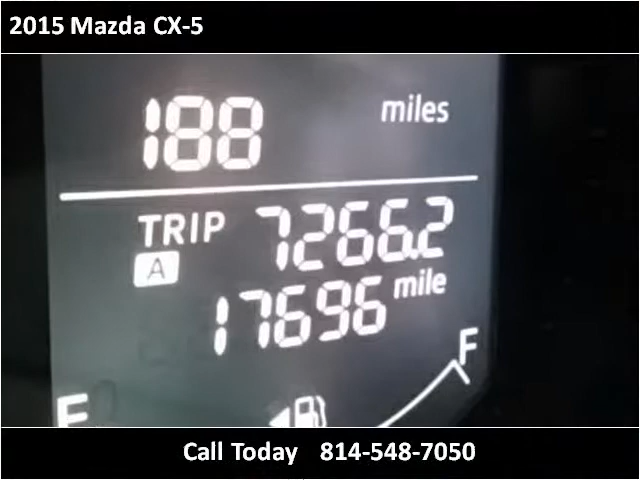 2015 Mazda CX-5
188 miles
TRIP A 7266.2
17696 mile
F
E
Call Today 814-548-7050